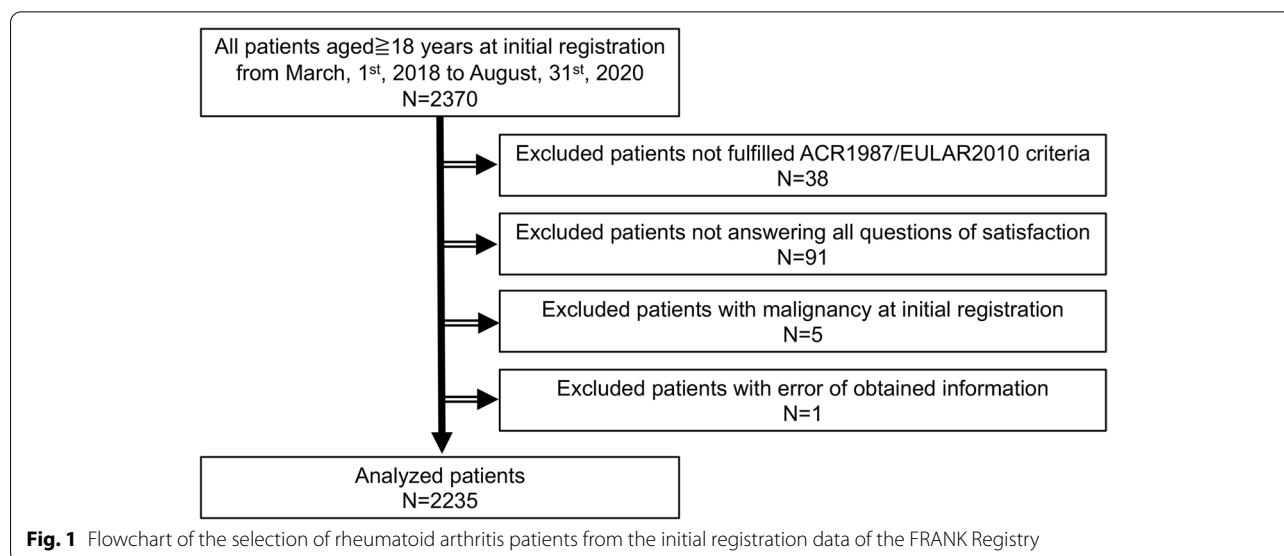 All patients aged≧18 years at initial registration
from March, 1st, 2018 to August, 31st, 2020
N=2370
Excluded patients not fulfilled ACR1987/EULAR2010 criteria
N=38
Excluded patients not answering all questions of satisfaction
N=91
Excluded patients with malignancy at initial registration
N=5
Excluded patients with error of obtained information
N=1
Analyzed patients
N=2235
Fig. 1 Flowchart of the selection of rheumatoid arthritis patients from the initial registration data of the FRANK Registry